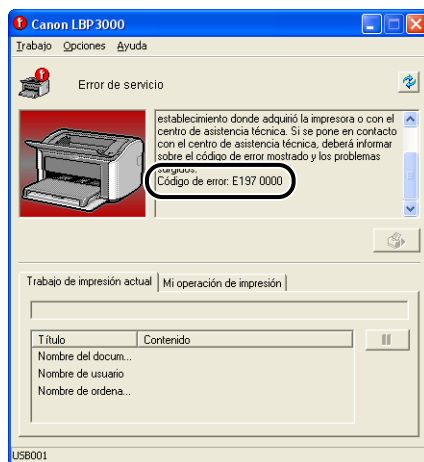 Canon LBP3000
Trabajo Opciones Ayuda
Error de servicio
establecimiento donde adquirió la impresora o con el
centro de asistencia técnica. Si se pone en contacto
con el centro de asistencia técnica, deberá informar
sobre el código de error mostrado y los problemas
surgidos.
Código de error: E197 0000
Trabajo de impresión actual Mi operación de impresión
Título Contenido
Nombre del docum...
Nombre de usuario
Nombre de ordena...
USB001